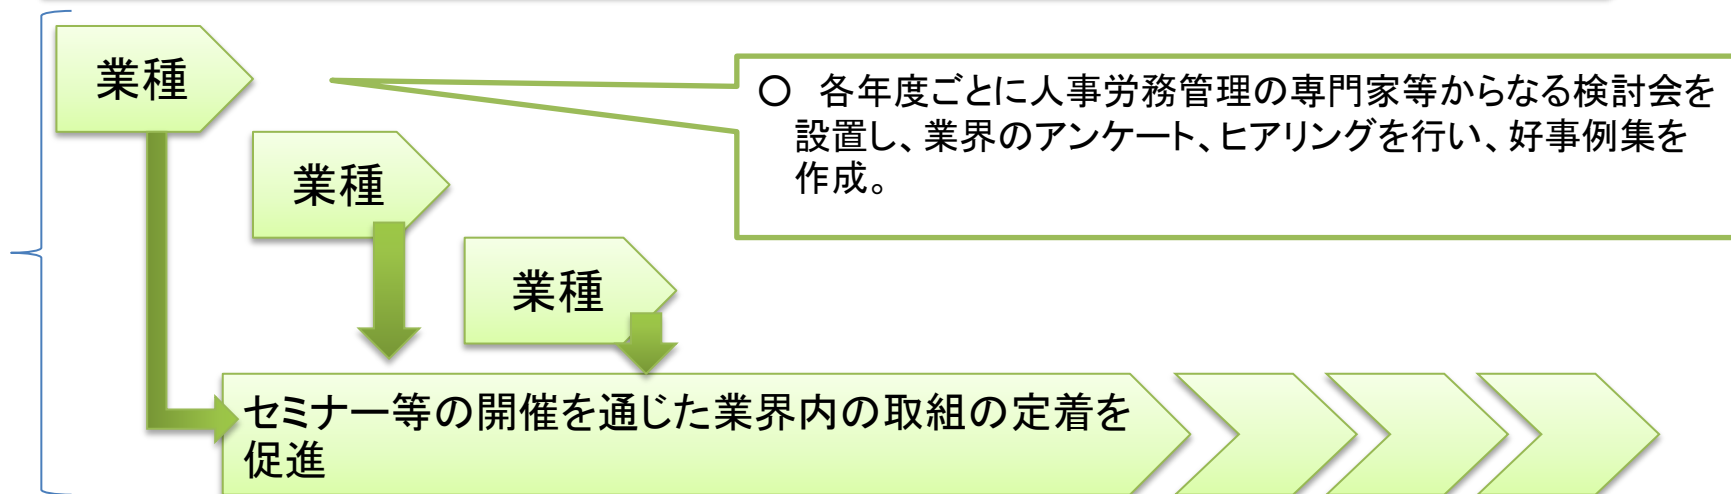 業種
〇　各年度ごとに人事労務管理の専門家等からなる検討会を
設置し、業界のアンケート、ヒアリングを行い、好事例集を
作成。
業種
業種
セミナー等の開催を通じた業界内の取組の定着を
促進